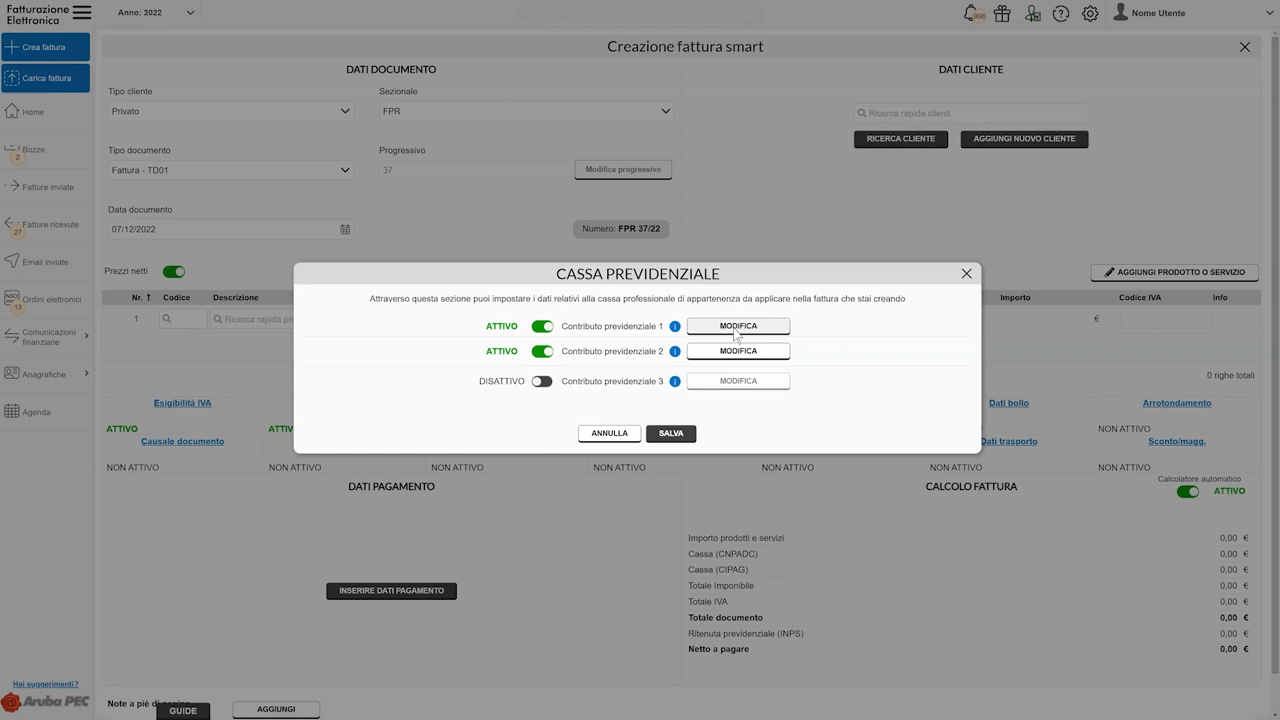 Fatturazione
Elettronica
Anno: 2022
998
Nome Utente
Crea fattura
Carica fattura
Home
Bozze
2
Fatture inviate
Fatture ricevute
27
Email inviate
NSO
Ordini elettronici
13
Comunicazioni
finanziarie
Anagrafiche
Agenda
Hai suggerimenti?
Aruba PEC
Creazione fattura smart
DATI DOCUMENTO
DATI CLIENTE
Tipo cliente
Sezionale
Privato
FPR
Ricerca rapida clienti
RICERCA CLIENTE
AGGIUNGI NUOVO CLIENTE
Tipo documento
Progressivo
Fattura - TD01
37
Modifica progressivo
Data documento
07/12/2022
Numero: FPR 37/22
Prezzi netti
AGGIUNGI PRODOTTO O SERVIZIO
Nr. Codice Descrizione Importo Codice IVA Info
1 Ricerca rapida pr €
0 righe totali
CASSA PREVIDENZIALE
Attraverso questa sezione puoi impostare i dati relativi alla cassa professionale di appartenenza da applicare nella fattura che stai creando
ATTIVO Contributo previdenziale 1 i MODIFICA
ATTIVO Contributo previdenziale 2 i MODIFICA
DISATTIVO Contributo previdenziale 3 i MODIFICA
ANNULLA SALVA
Esigibilità IVA Dati bollo Arrotondamento
ATTIVO NON ATTIVO NON ATTIVO
Causale documento Dati trasporto Sconto/magg.
NON ATTIVO NON ATTIVO NON ATTIVO NON ATTIVO NON ATTIVO NON ATTIVO NON ATTIVO
DATI PAGAMENTO
INSERIRE DATI PAGAMENTO
CALCOLO FATTURA
Calcolatore automatico
ATTIVO
Importo prodotti e servizi 0,00 €
Cassa (CNPADC) 0,00 €
Cassa (CIPAG) 0,00 €
Totale Imponibile 0,00 €
Totale IVA 0,00 €
Totale documento 0,00 €
Ritenuta previdenziale (INPS) 0,00 €
Netto a pagare 0,00 €
Note a piè di
GUIDE
AGGIUNGI